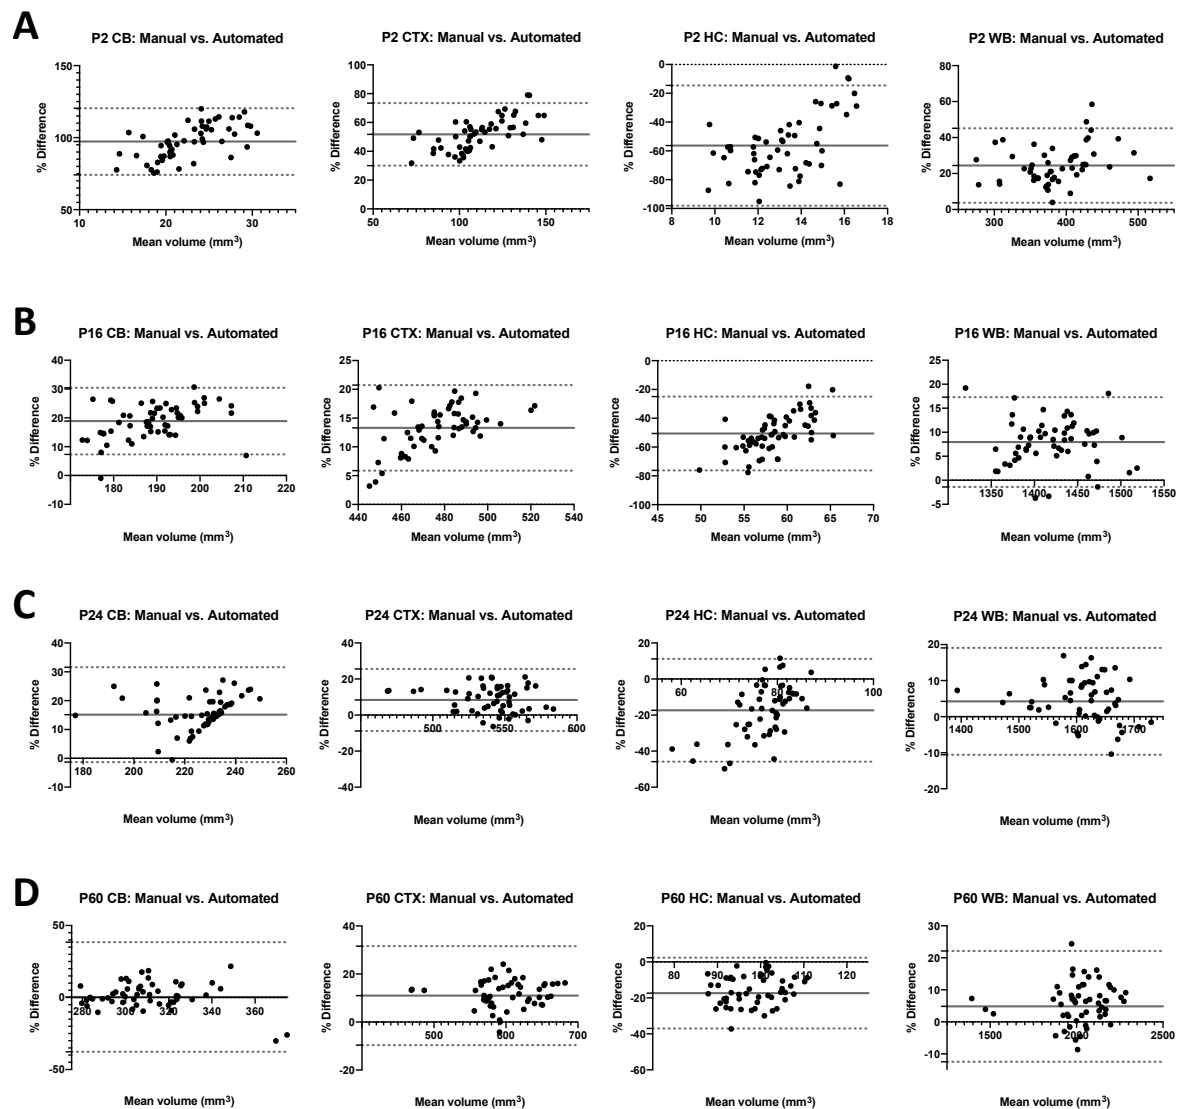 A
P2 CB: Manual vs. Automated
150
100
50
% Difference
10
20
30
Mean volume (mm³)
P2 CTX: Manual vs. Automated
100
80
60
40
20
0
% Difference
50
100
150
Mean volume (mm³)
P2 HC: Manual vs. Automated
0
-20
-40
-60
-80
-100
% Difference
8
10
12
14
16
18
Mean volume (mm³)
P2 WB: Manual vs. Automated
80
60
40
20
0
% Difference
300
400
500
Mean volume (mm³)
B
P16 CB: Manual vs. Automated
40
30
20
10
0
-10
% Difference
180
190
200
210
220
Mean volume (mm³)
P16 CTX: Manual vs. Automated
25
20
15
10
5
0
% Difference
440
460
480
500
520
540
Mean volume (mm³)
P16 HC: Manual vs. Automated
0
-20
-40
-60
-80
-100
% Difference
45
50
55
60
65
70
Mean volume (mm³)
P16 WB: Manual vs. Automated
25
20
15
10
5
0
-5
% Difference
1350
1400
1450
1500
1550
Mean volume (mm³)
C
P24 CB: Manual vs. Automated
40
30
20
10
0
-10
% Difference
180
200
220
240
260
Mean volume (mm³)
P24 CTX: Manual vs. Automated
40
20
0
-20
-40
% Difference
500
600
Mean volume (mm³)
P24 HC: Manual vs. Automated
20
0
-20
-40
-60
% Difference
60
80
100
Mean volume (mm³)
P24 WB: Manual vs. Automated
20
10
0
-10
-20
% Difference
1400
1500
1600
1700
Mean volume (mm³)
D
P60 CB: Manual vs. Automated
50
0
-50
% Difference
280
300
320
340
360
Mean volume (mm³)
P60 CTX: Manual vs. Automated
40
20
0
-20
% Difference
500
600
700
Mean volume (mm³)
P60 HC: Manual vs. Automated
20
0
-20
-40
-60
% Difference
80
90
100
110
120
Mean volume (mm³)
P60 WB: Manual vs. Automated
30
20
10
0
-10
% Difference
1500
2000
2500
Mean volume (mm³)